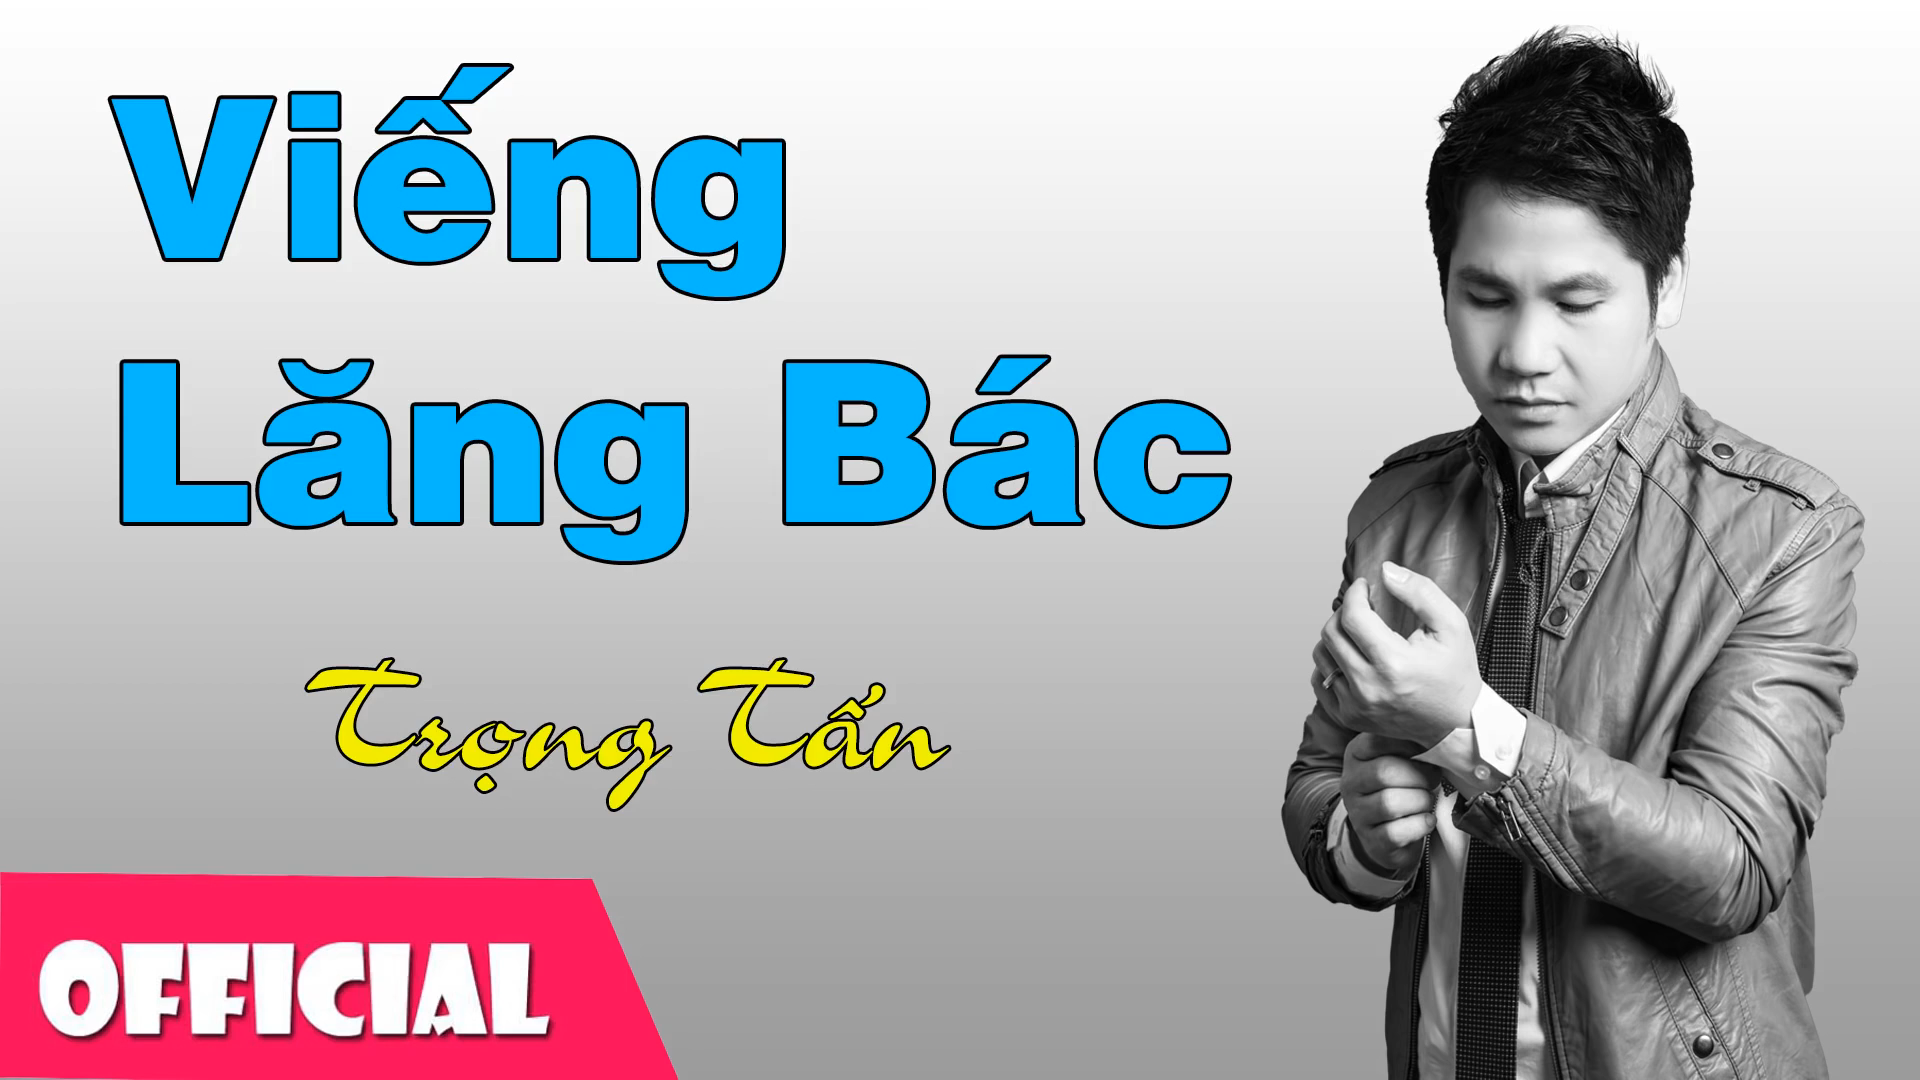 Viếng
Lăng Bác
Trọng Tấn
OFFICIAL